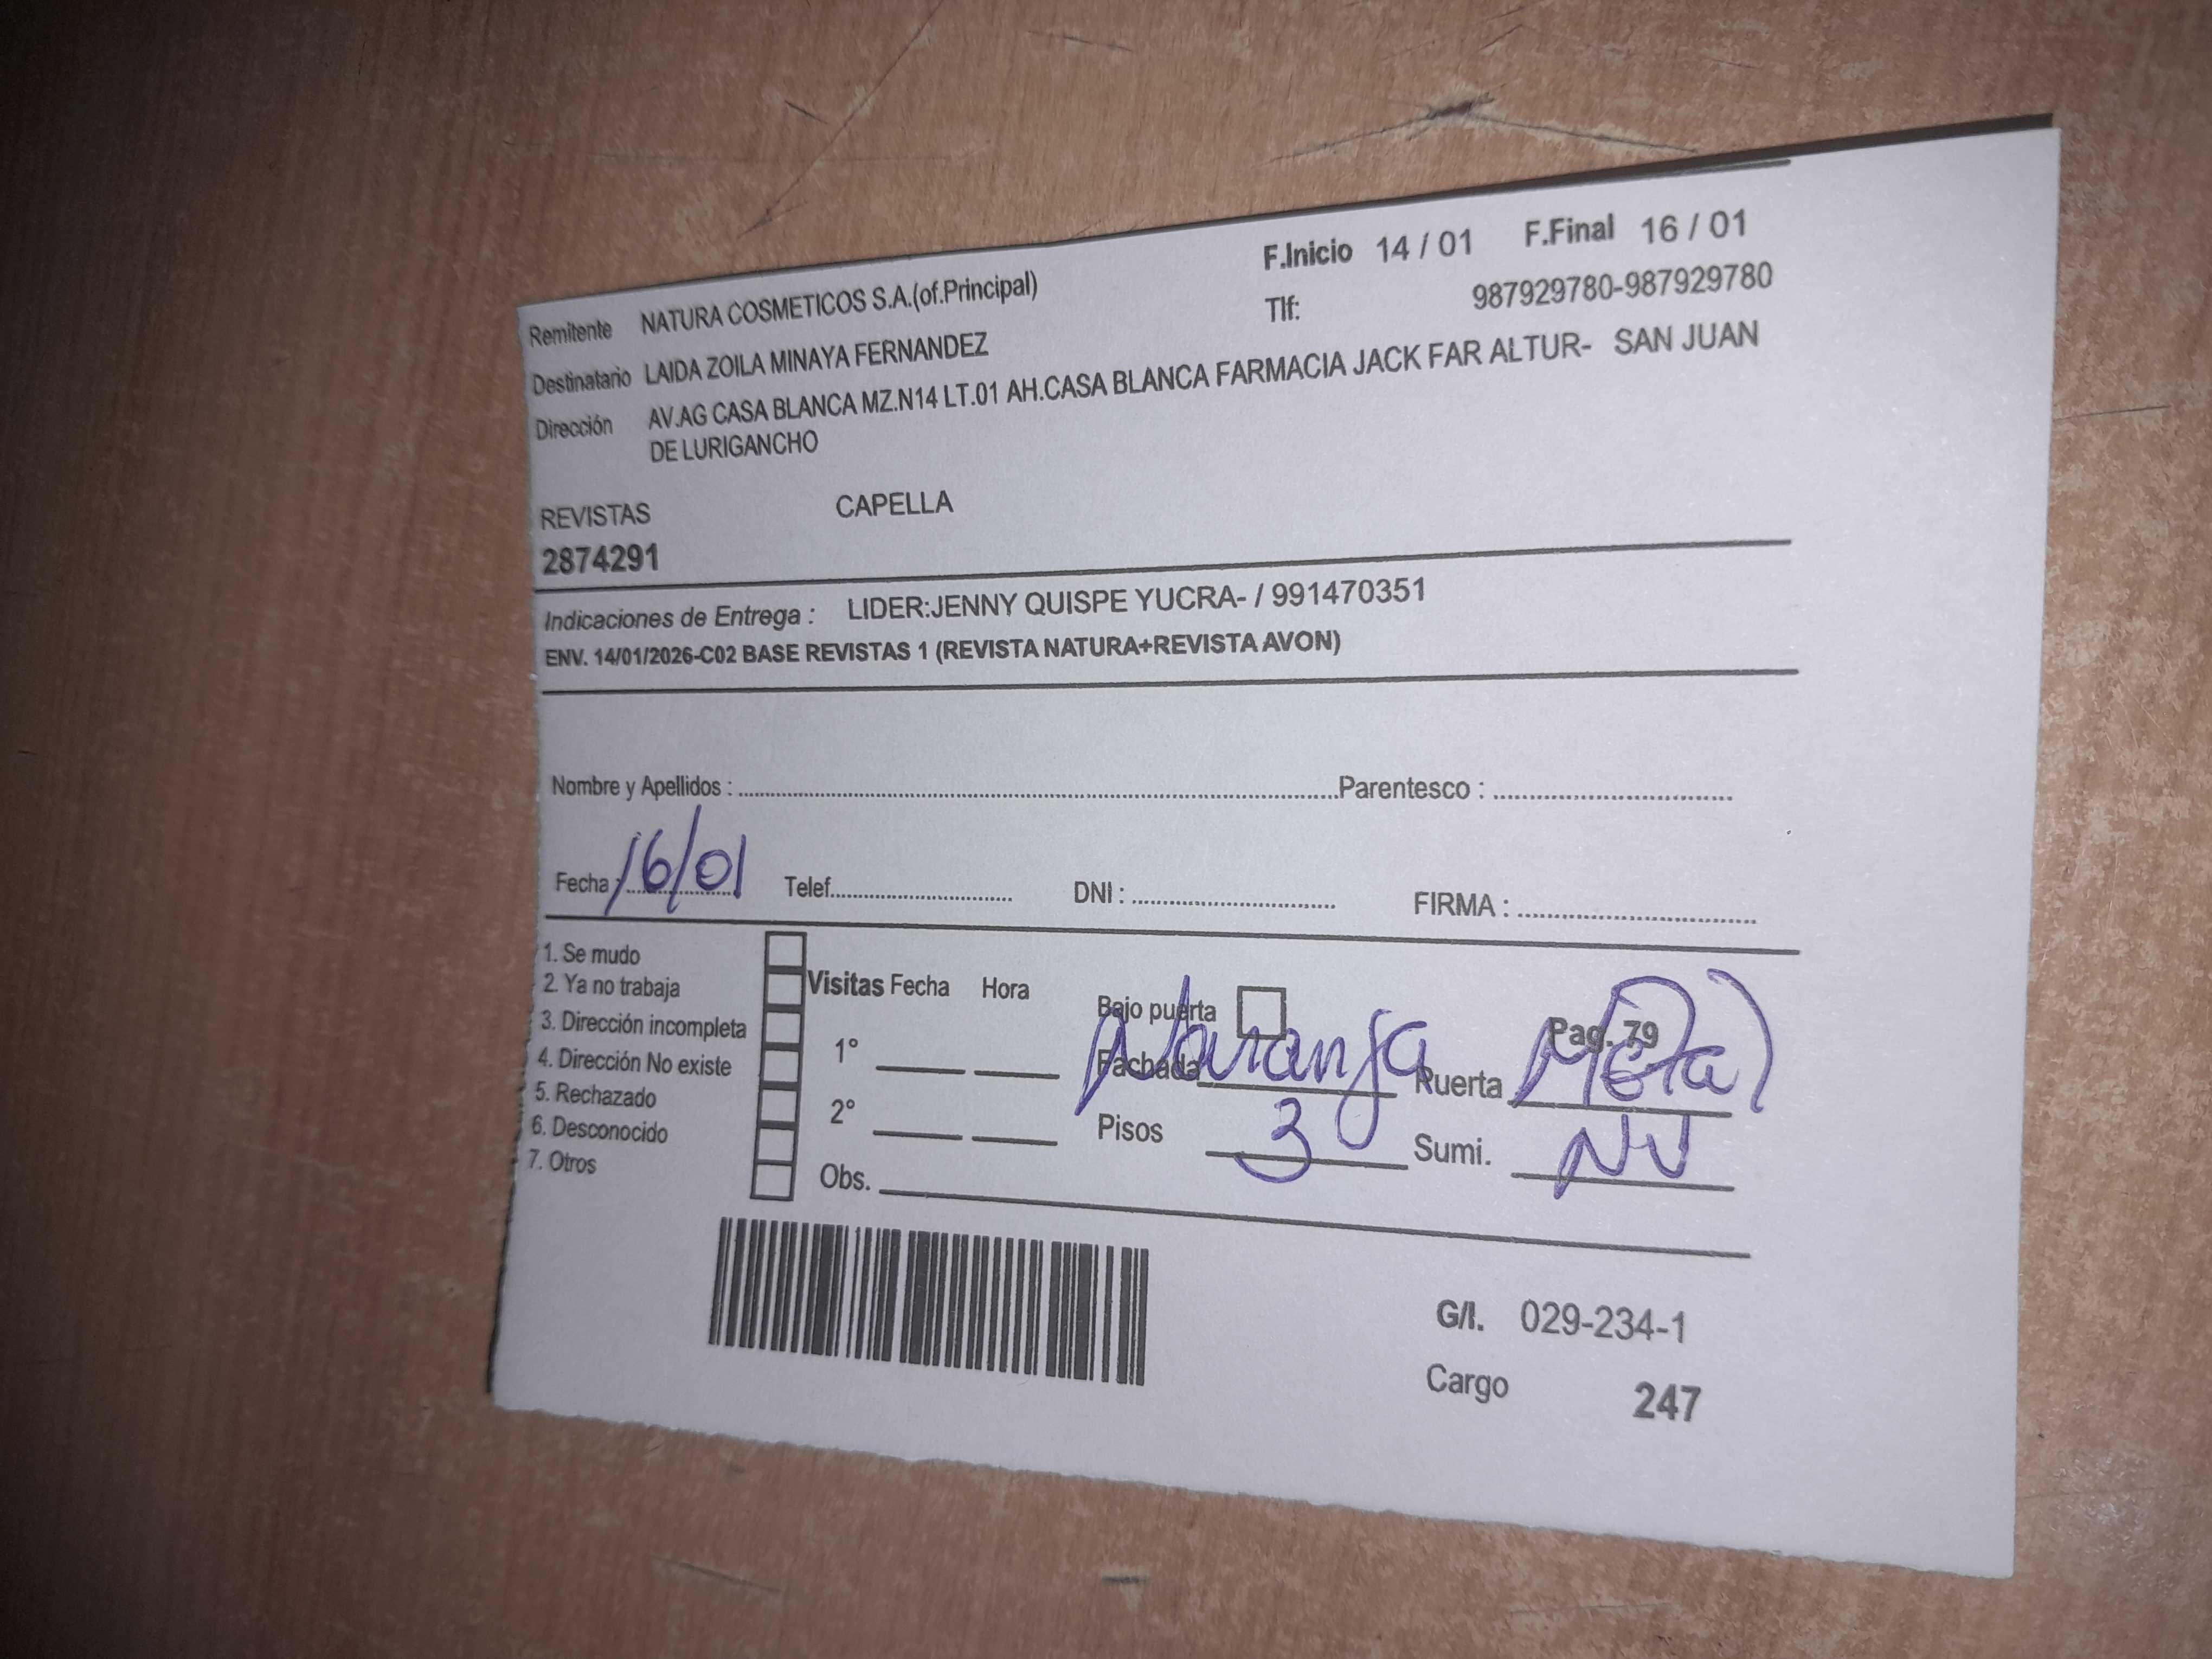 F.Inicio 14 / 01 F.Final 16 / 01
Remitente NATURA COSMETICOS S.A.(of.Principal) Tlf: 987929780-987929780
Destinatario LAIDA ZOILA MINAYA FERNANDEZ
Dirección AV.AG CASA BLANCA MZ.N14 LT.01 AH.CASA BLANCA FARMACIA JACK FAR ALTUR- SAN JUAN
DE LURIGANCHO
REVISTAS CAPELLA
2874291
Indicaciones de Entrega : LIDER:JENNY QUISPE YUCRA- / 991470351
ENV. 14/01/2026-C02 BASE REVISTAS 1 (REVISTA NATURA+REVISTA AVON)
Nombre y Apellidos : Parentesco :
Fecha : 16/01 Telef. DNI : FIRMA :
1. Se mudo
2. Ya no trabaja
3. Dirección incompleta
4. Dirección No existe
5. Rechazado
6. Desconocido
7. Otros
Visitas Fecha Hora
1°
2°
Obs.
Bajo puerta Pag. 79
Fachada Naranja Puerta Metal
Pisos 3 Sumi. NV
G/I. 029-234-1
Cargo 247